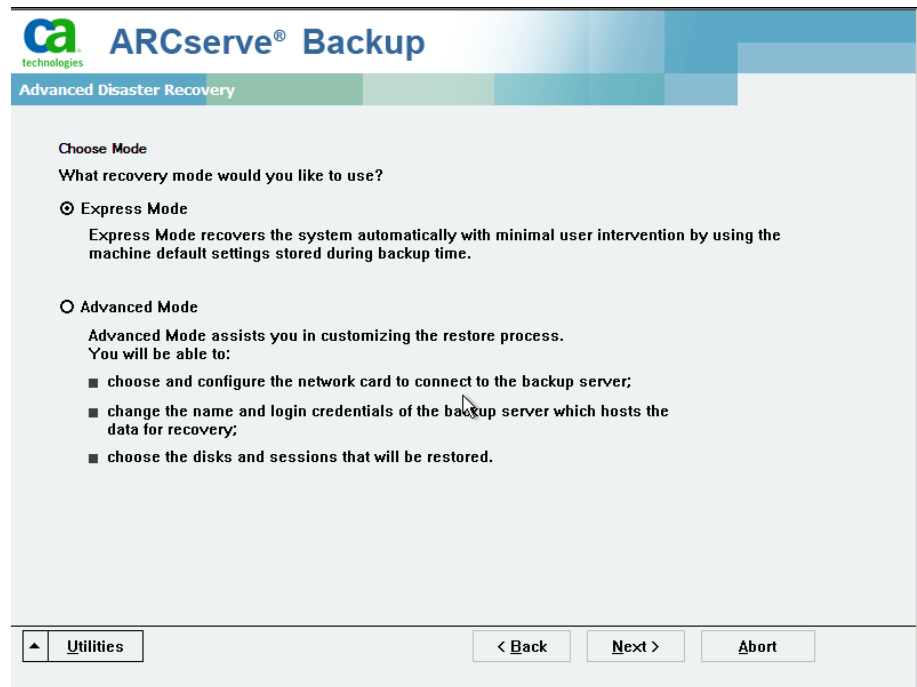 ca
technologies
ARCserve® Backup
Advanced Disaster Recovery
Choose Mode
What recovery mode would you like to use?
Express Mode
Express Mode recovers the system automatically with minimal user intervention by using the
machine default settings stored during backup time.
Advanced Mode
Advanced Mode assists you in customizing the restore process.
You will be able to:
choose and configure the network card to connect to the backup server;
change the name and login credentials of the backup server which hosts the
data for recovery;
choose the disks and sessions that will be restored.
Utilities
< Back
Next >
Abort